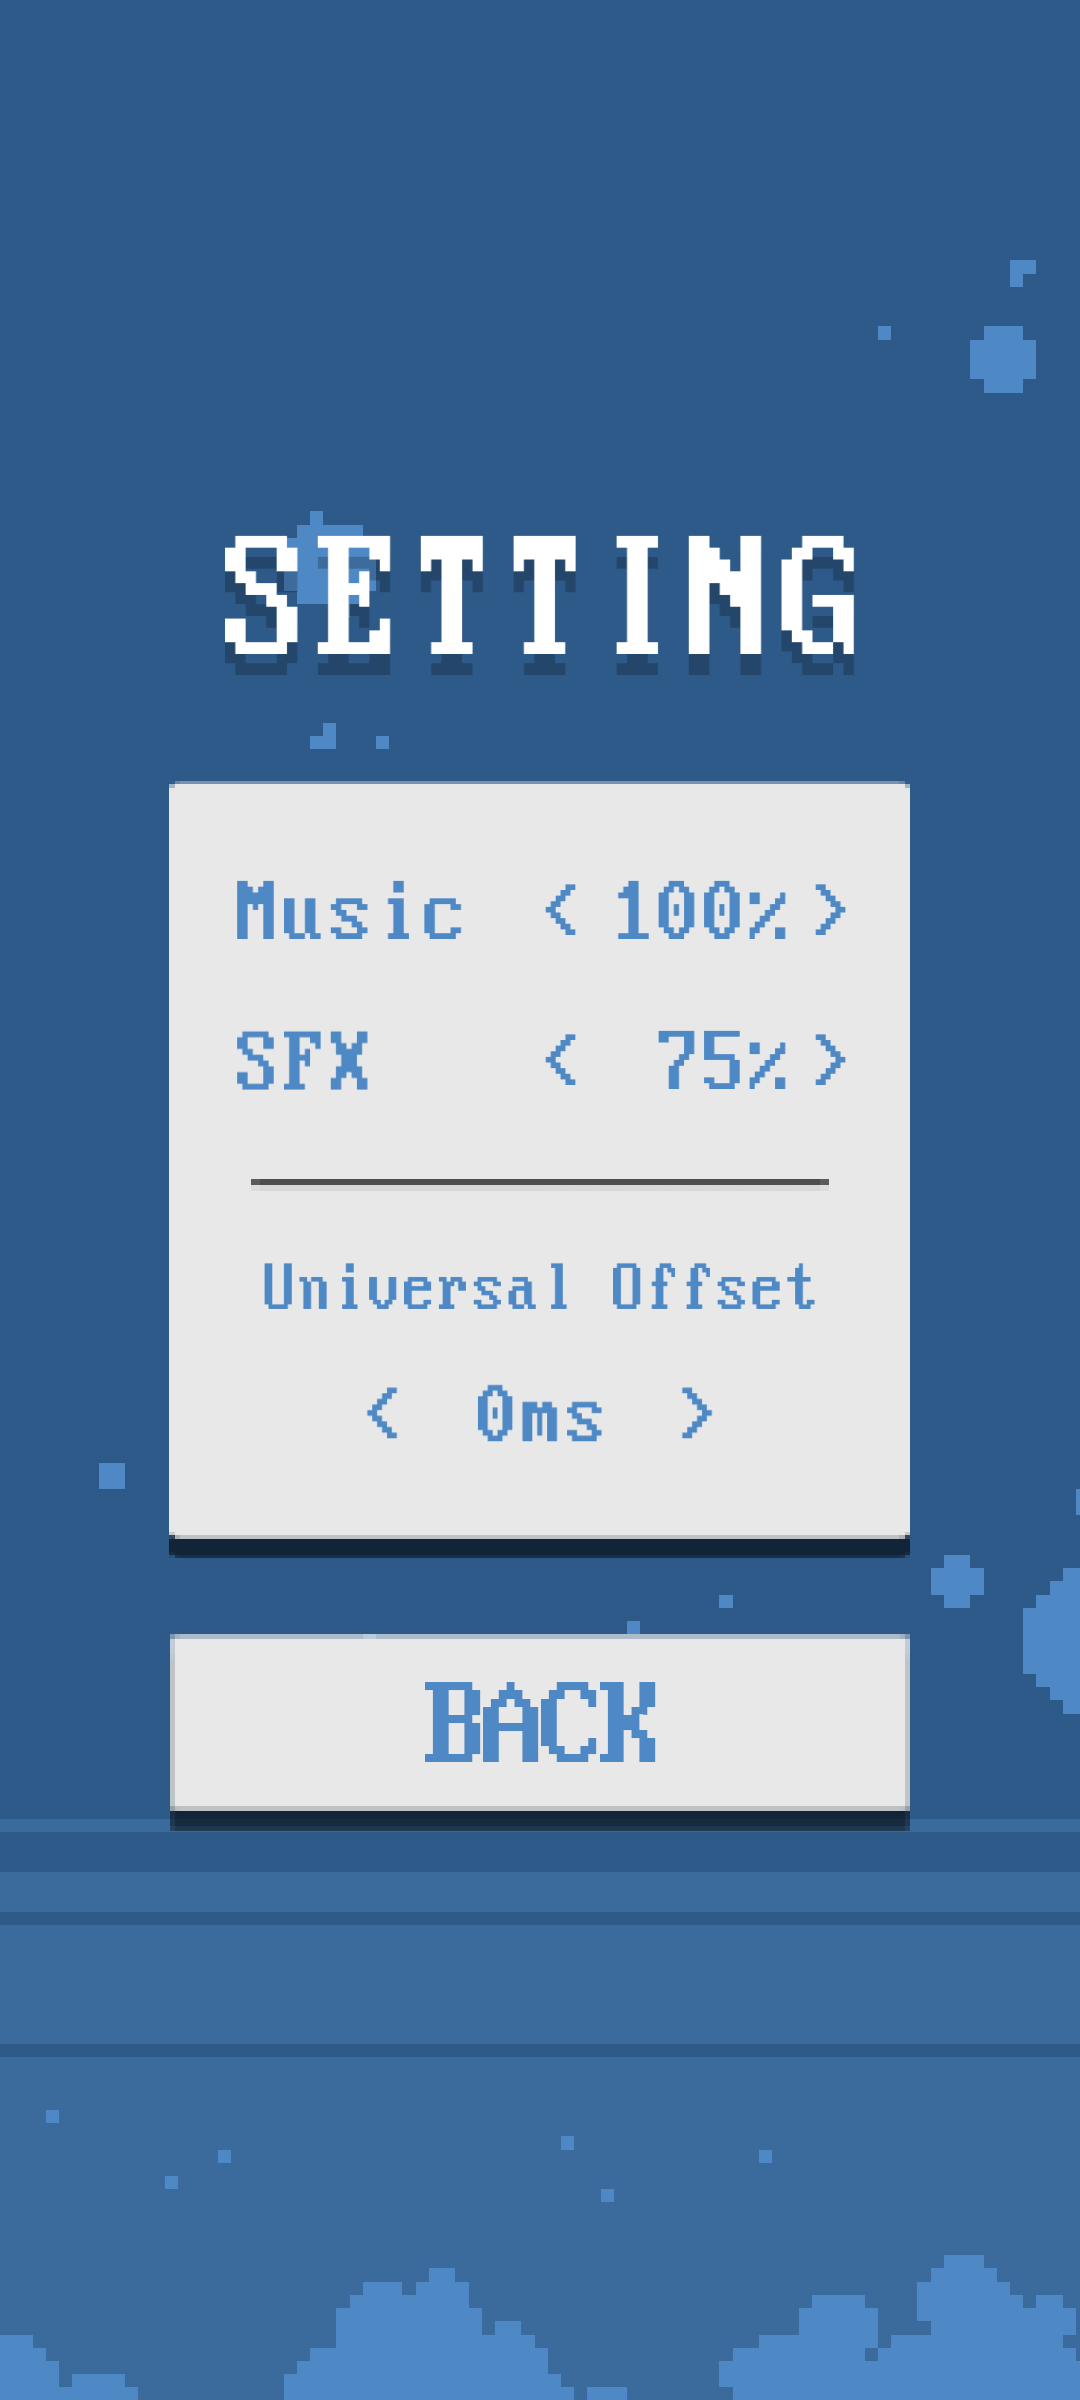 SETTING
Music < 100% >
SFX < 75% >
Universal Offset
< 0ms >
BACK